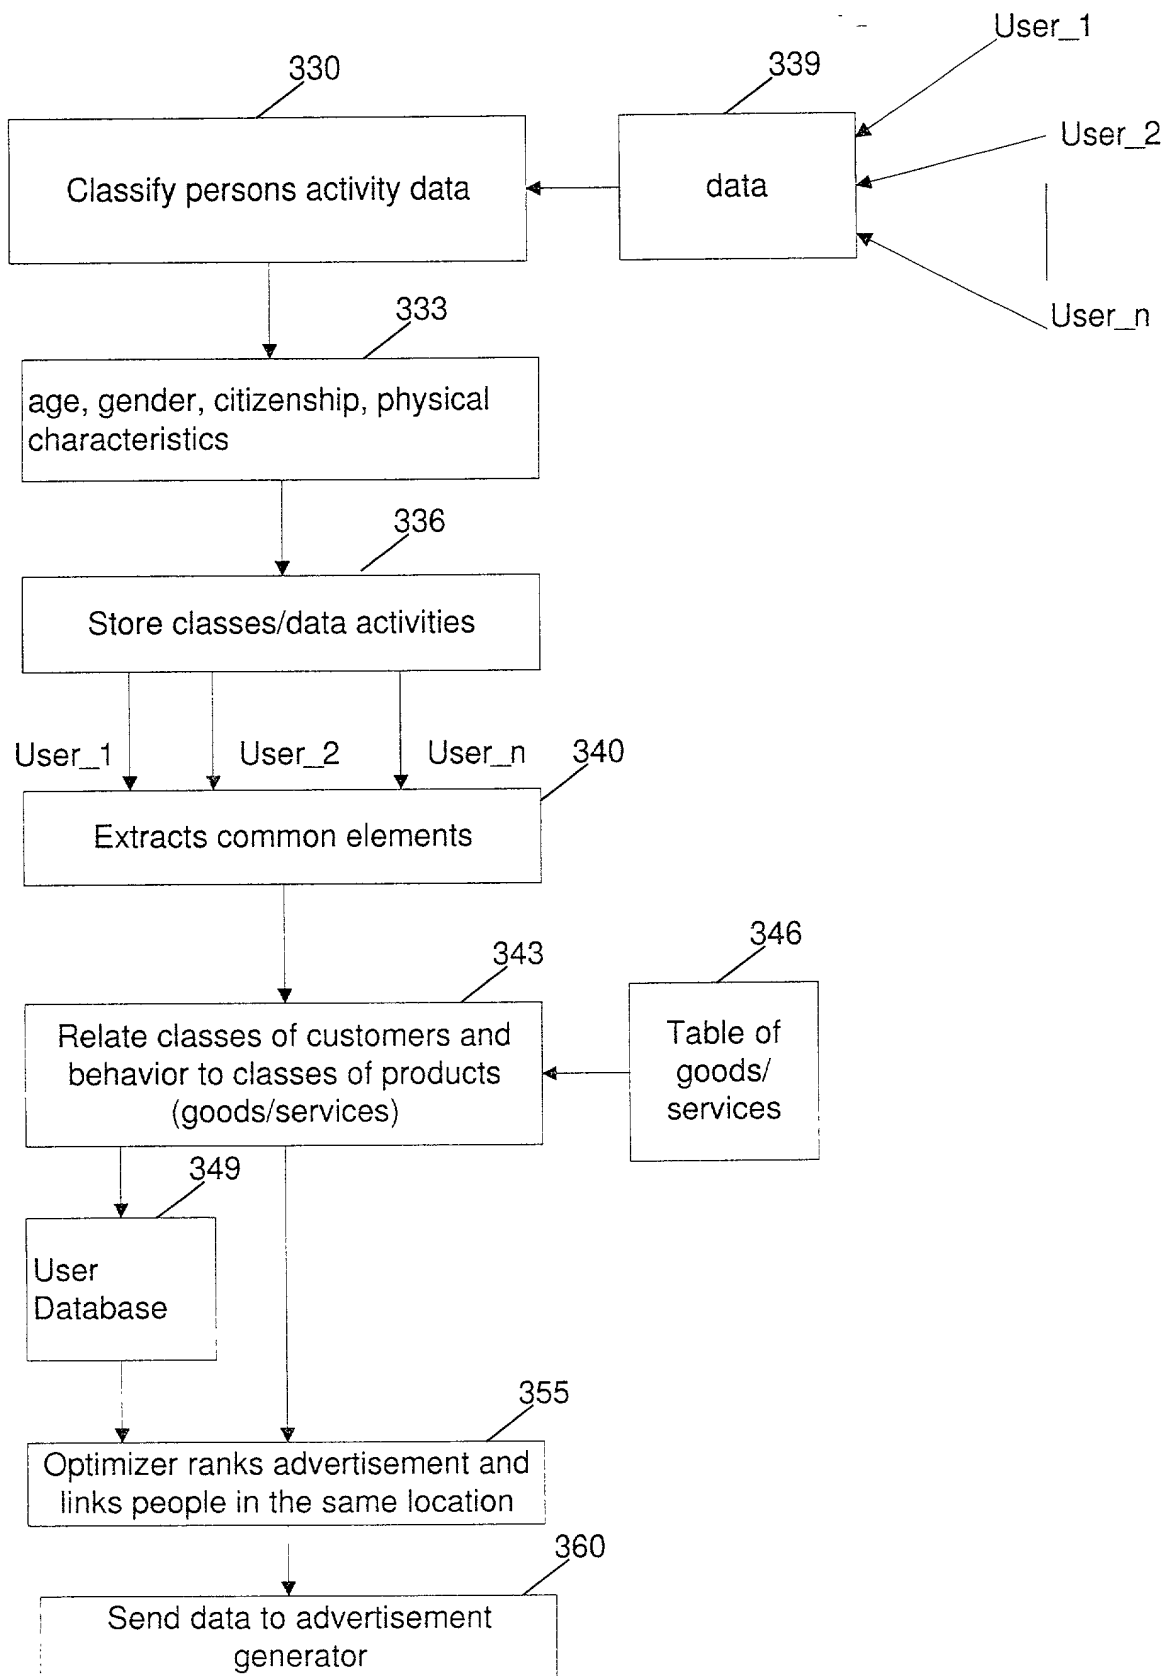 User_1
330
339
Classify persons activity data
data
User_2
User_n
333
age, gender, citizenship, physical
characteristics
336
Store classes/data activities
User_1
User_2
User_n
340
Extracts common elements
343
346
Relate classes of customers and
behavior to classes of products
(goods/services)
Table of
goods/
services
349
User
Database
355
Optimizer ranks advertisement and
links people in the same location
360
Send data to advertisement
generator